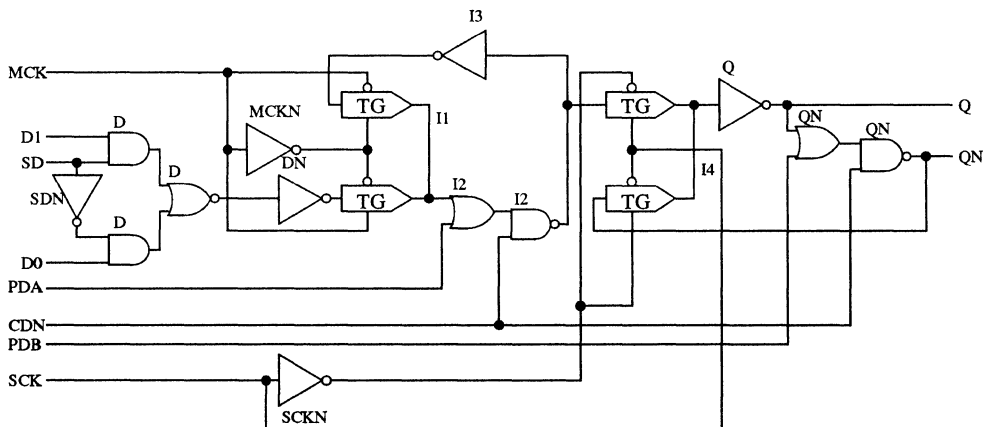 I3
MCK
Q
TG
TG
MCKN
I1
Q
D
QN
QN
D1
DN
SD
D
I4
QN
SDN
TG
I2
TG
D
I2
D0
PDA
CDN
PDB
SCK
SCKN